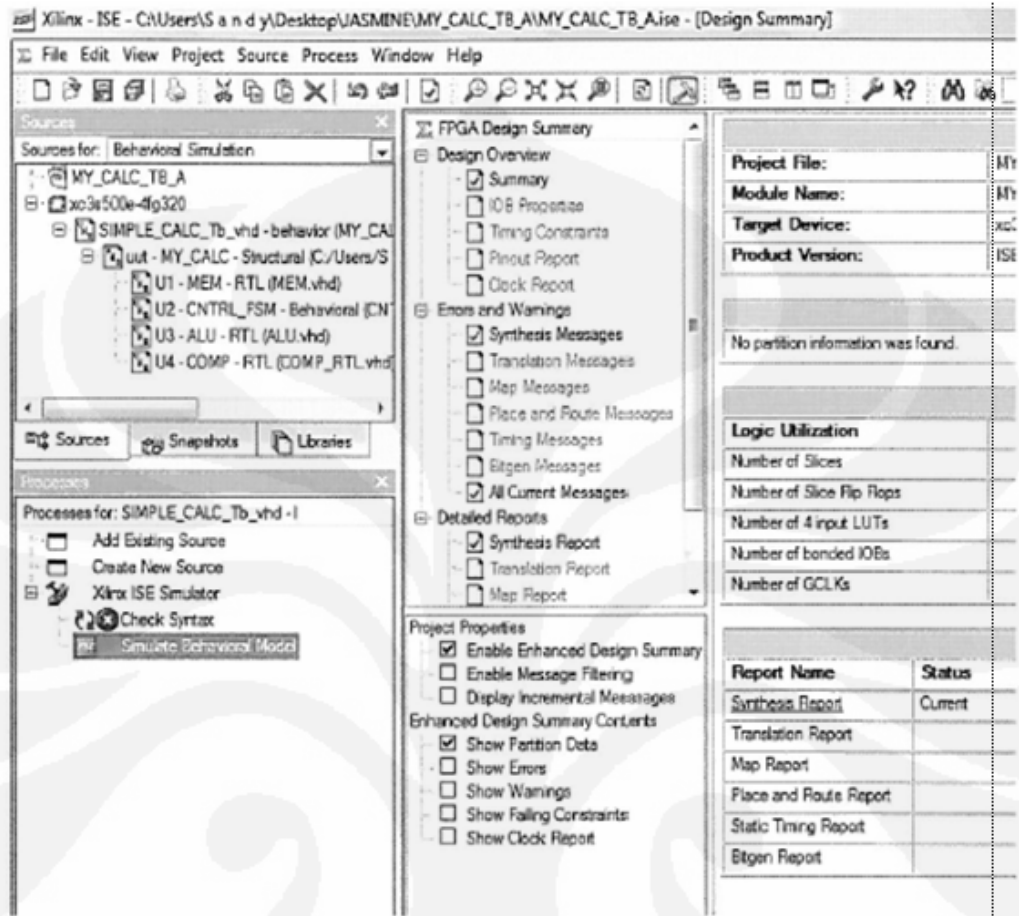 Xilinx - ISE - C:\Users\S a n d y\Desktop\JASMINE\MY_CALC_TB_A\MY_CALC_TB_A.ise - [Design Summary]
File Edit View Project Source Process Window Help
Sources
Sources for: Behavioral Simulation
MY_CALC_TB_A
xc3s500e-4fg320
SIMPLE_CALC_Tb_vhd - behavior (MY_CAL
uut - MY_CALC - Structural (C:/Users/S
U1 - MEM - RTL (MEM.vhd)
U2 - CNTRL_FSM - Behavioral (CN
U3 - ALU - RTL (ALU.vhd)
U4 - COMP - RTL (COMP_RTL.vhd
Sources Snapshots Libraries
Processes
Processes for: SIMPLE_CALC_Tb_vhd - I
Add Existing Source
Create New Source
Xilinx ISE Simulator
Check Syntax
Simulate Behavioral Model
FPGA Design Summary
Design Overview
Summary
IOB Properties
Timing Constraints
Pinout Report
Clock Report
Errors and Warnings
Synthesis Messages
Translation Messages
Map Messages
Place and Route Messages
Timing Messages
Bitgen Messages
All Current Messages
Detailed Reports
Synthesis Report
Translation Report
Map Report
Project Properties
Enable Enhanced Design Summary
Enable Message Filtering
Display Incremental Messages
Enhanced Design Summary Contents
Show Partition Data
Show Errors
Show Warnings
Show Failing Constraints
Show Clock Report
Project File: MY
Module Name: MY
Target Device: xc3
Product Version: ISE
No partition information was found.
Logic Utilization
Number of Slices
Number of Slice Flip Flops
Number of 4 input LUTs
Number of bonded IOBs
Number of GCLKs
Report Name Status
Synthesis Report Current
Translation Report
Map Report
Place and Route Report
Static Timing Report
Bitgen Report